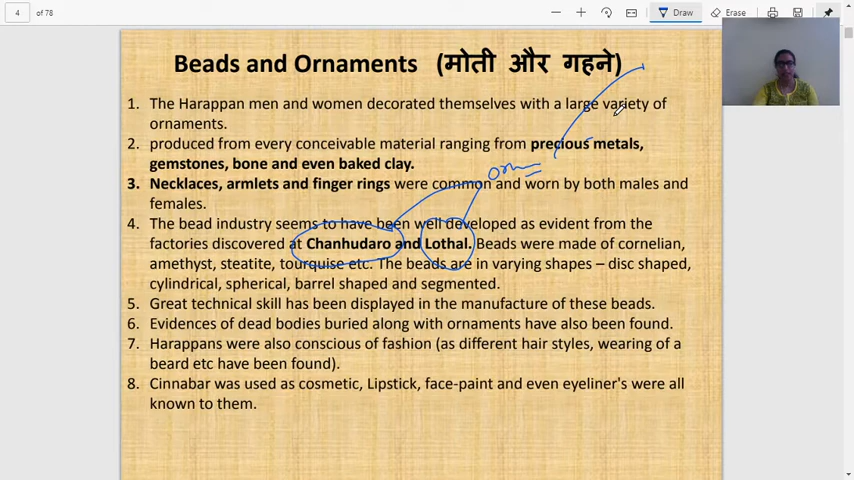 4 of 78
Draw
Erase
Beads and Ornaments (मोती और गहने)
1. The Harappan men and women decorated themselves with a large variety of
ornaments.
2. produced from every conceivable material ranging from precious metals,
gemstones, bone and even baked clay.
3. Necklaces, armlets and finger rings were common and worn by both males and
females.
4. The bead industry seems to have been well developed as evident from the
factories discovered at Chanhudaro and Lothal. Beads were made of cornelian,
amethyst, steatite, tourquise etc. The beads are in varying shapes – disc shaped,
cylindrical, spherical, barrel shaped and segmented.
5. Great technical skill has been displayed in the manufacture of these beads.
6. Evidences of dead bodies buried along with ornaments have also been found.
7. Harappans were also conscious of fashion (as different hair styles, wearing of a
beard etc have been found).
8. Cinnabar was used as cosmetic, Lipstick, face-paint and even eyeliner's were all
known to them.